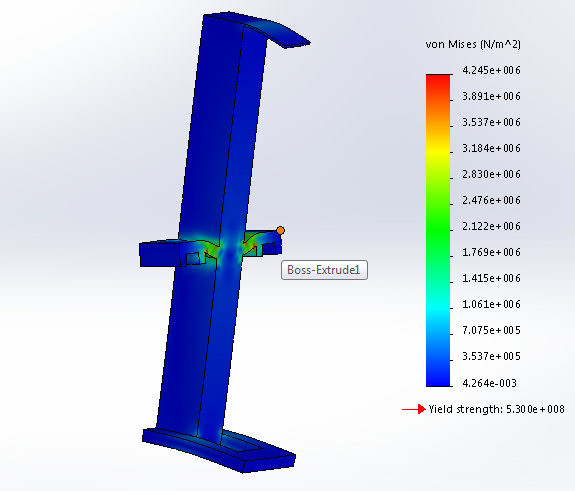 von Mises (N/m^2)
4.245e+006
3.891e+006
3.537e+006
3.184e+006
2.830e+006
2.476e+006
2.122e+006
1.769e+006
1.415e+006
1.061e+006
7.075e+005
3.537e+005
4.264e-003
Yield strength: 5.300e+008
Boss-Extrude1